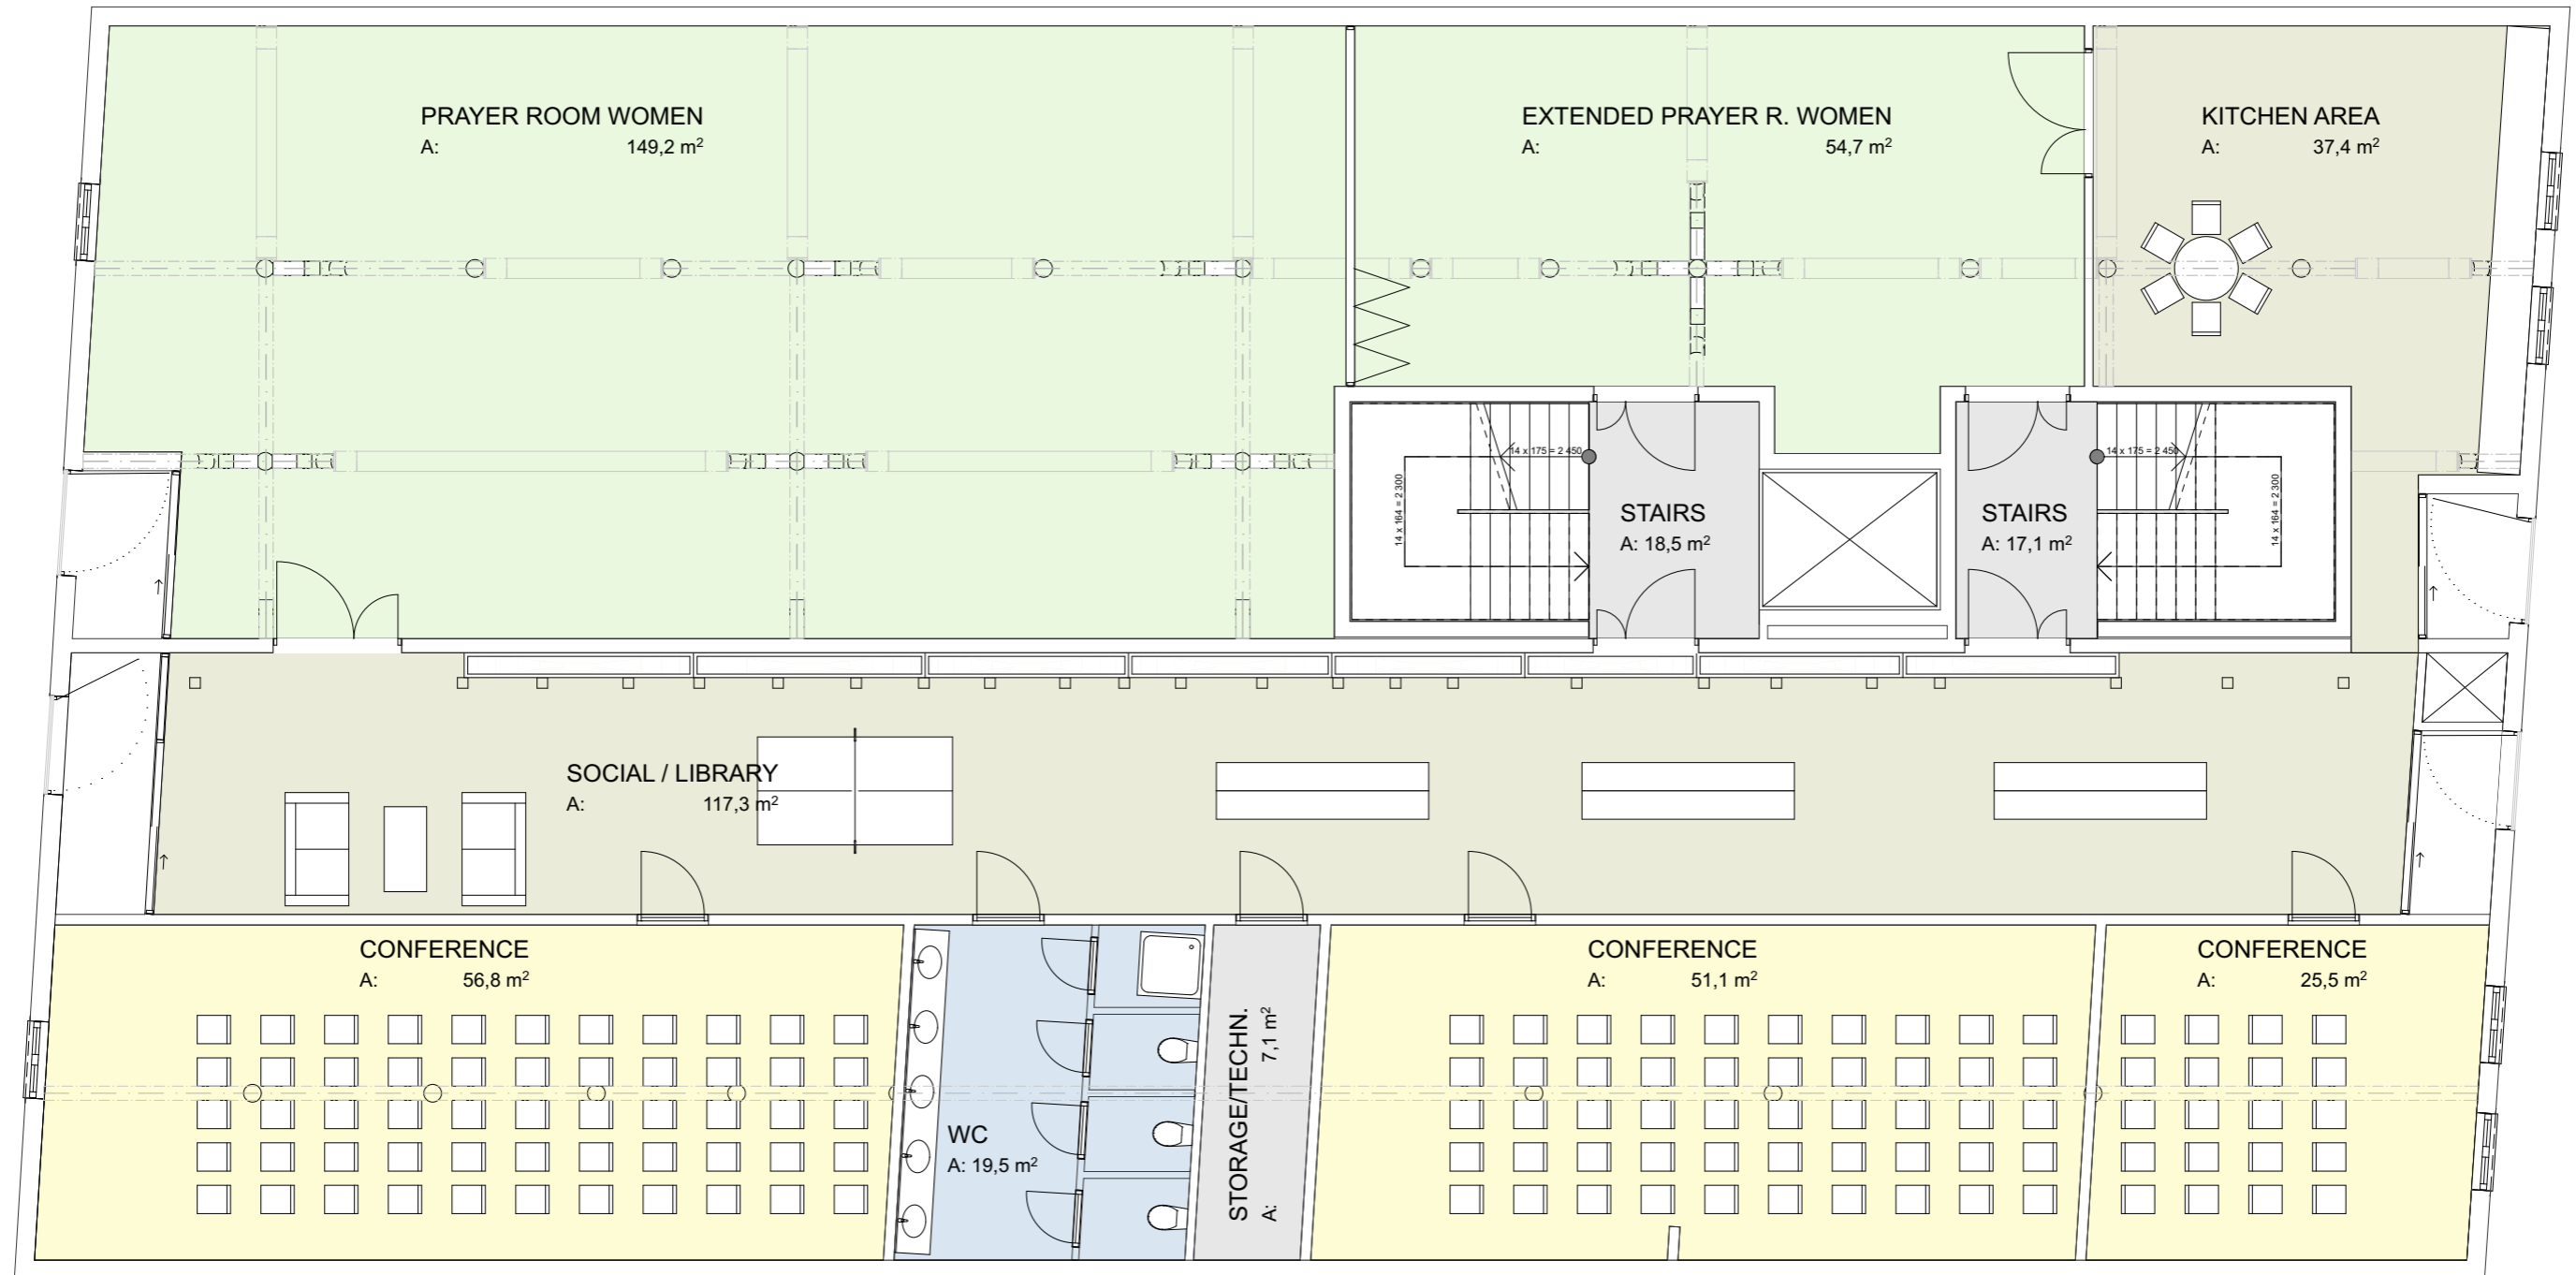 PRAYER ROOM WOMEN
A: 149,2 m²
EXTENDED PRAYER R. WOMEN
A: 54,7 m²
KITCHEN AREA
A: 37,4 m²
14 x 175 = 2 450
14 x 164 = 2 300
STAIRS
A: 18,5 m²
STAIRS
A: 17,1 m²
14 x 175 = 2 450
14 x 164 = 2 300
SOCIAL / LIBRARY
A: 117,3 m²
CONFERENCE
A: 56,8 m²
WC
A: 19,5 m²
STORAGE/TECHN.
A: 7,1 m²
CONFERENCE
A: 51,1 m²
CONFERENCE
A: 25,5 m²